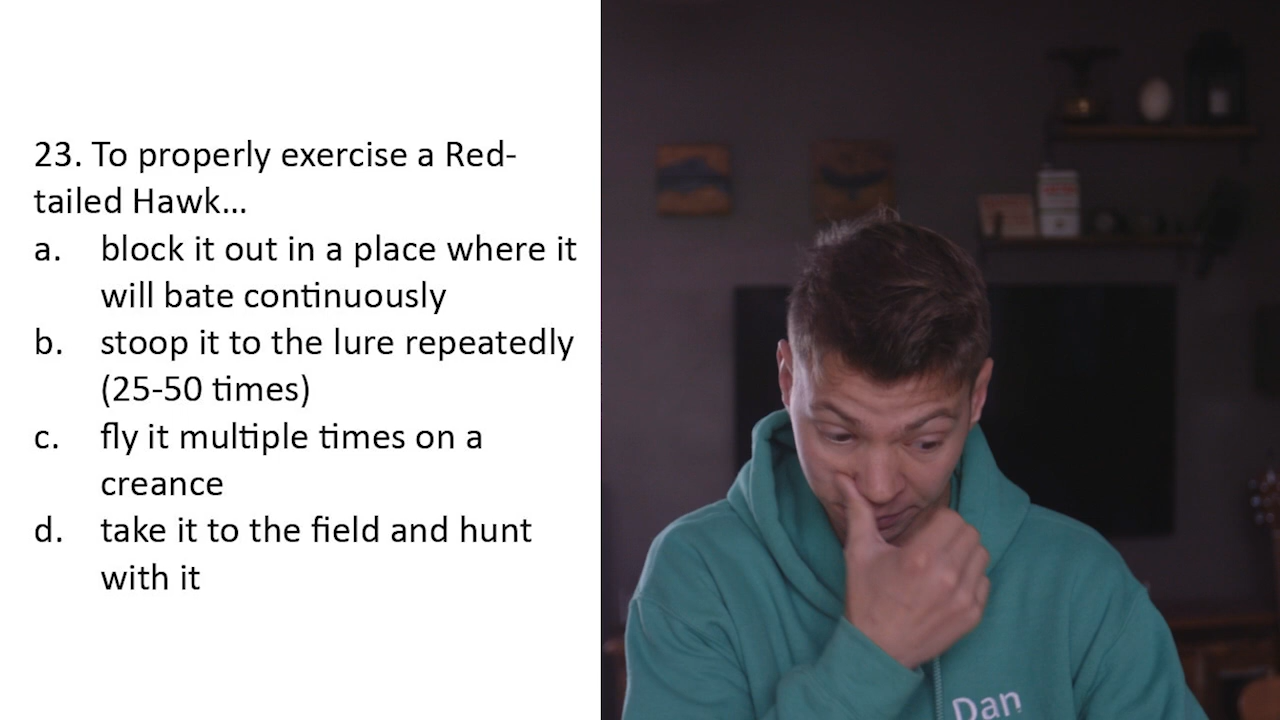 23. To properly exercise a Red-
tailed Hawk...
a. block it out in a place where it
will bate continuously
b. stoop it to the lure repeatedly
(25-50 times)
c. fly it multiple times on a
creance
d. take it to the field and hunt
with it
Dan